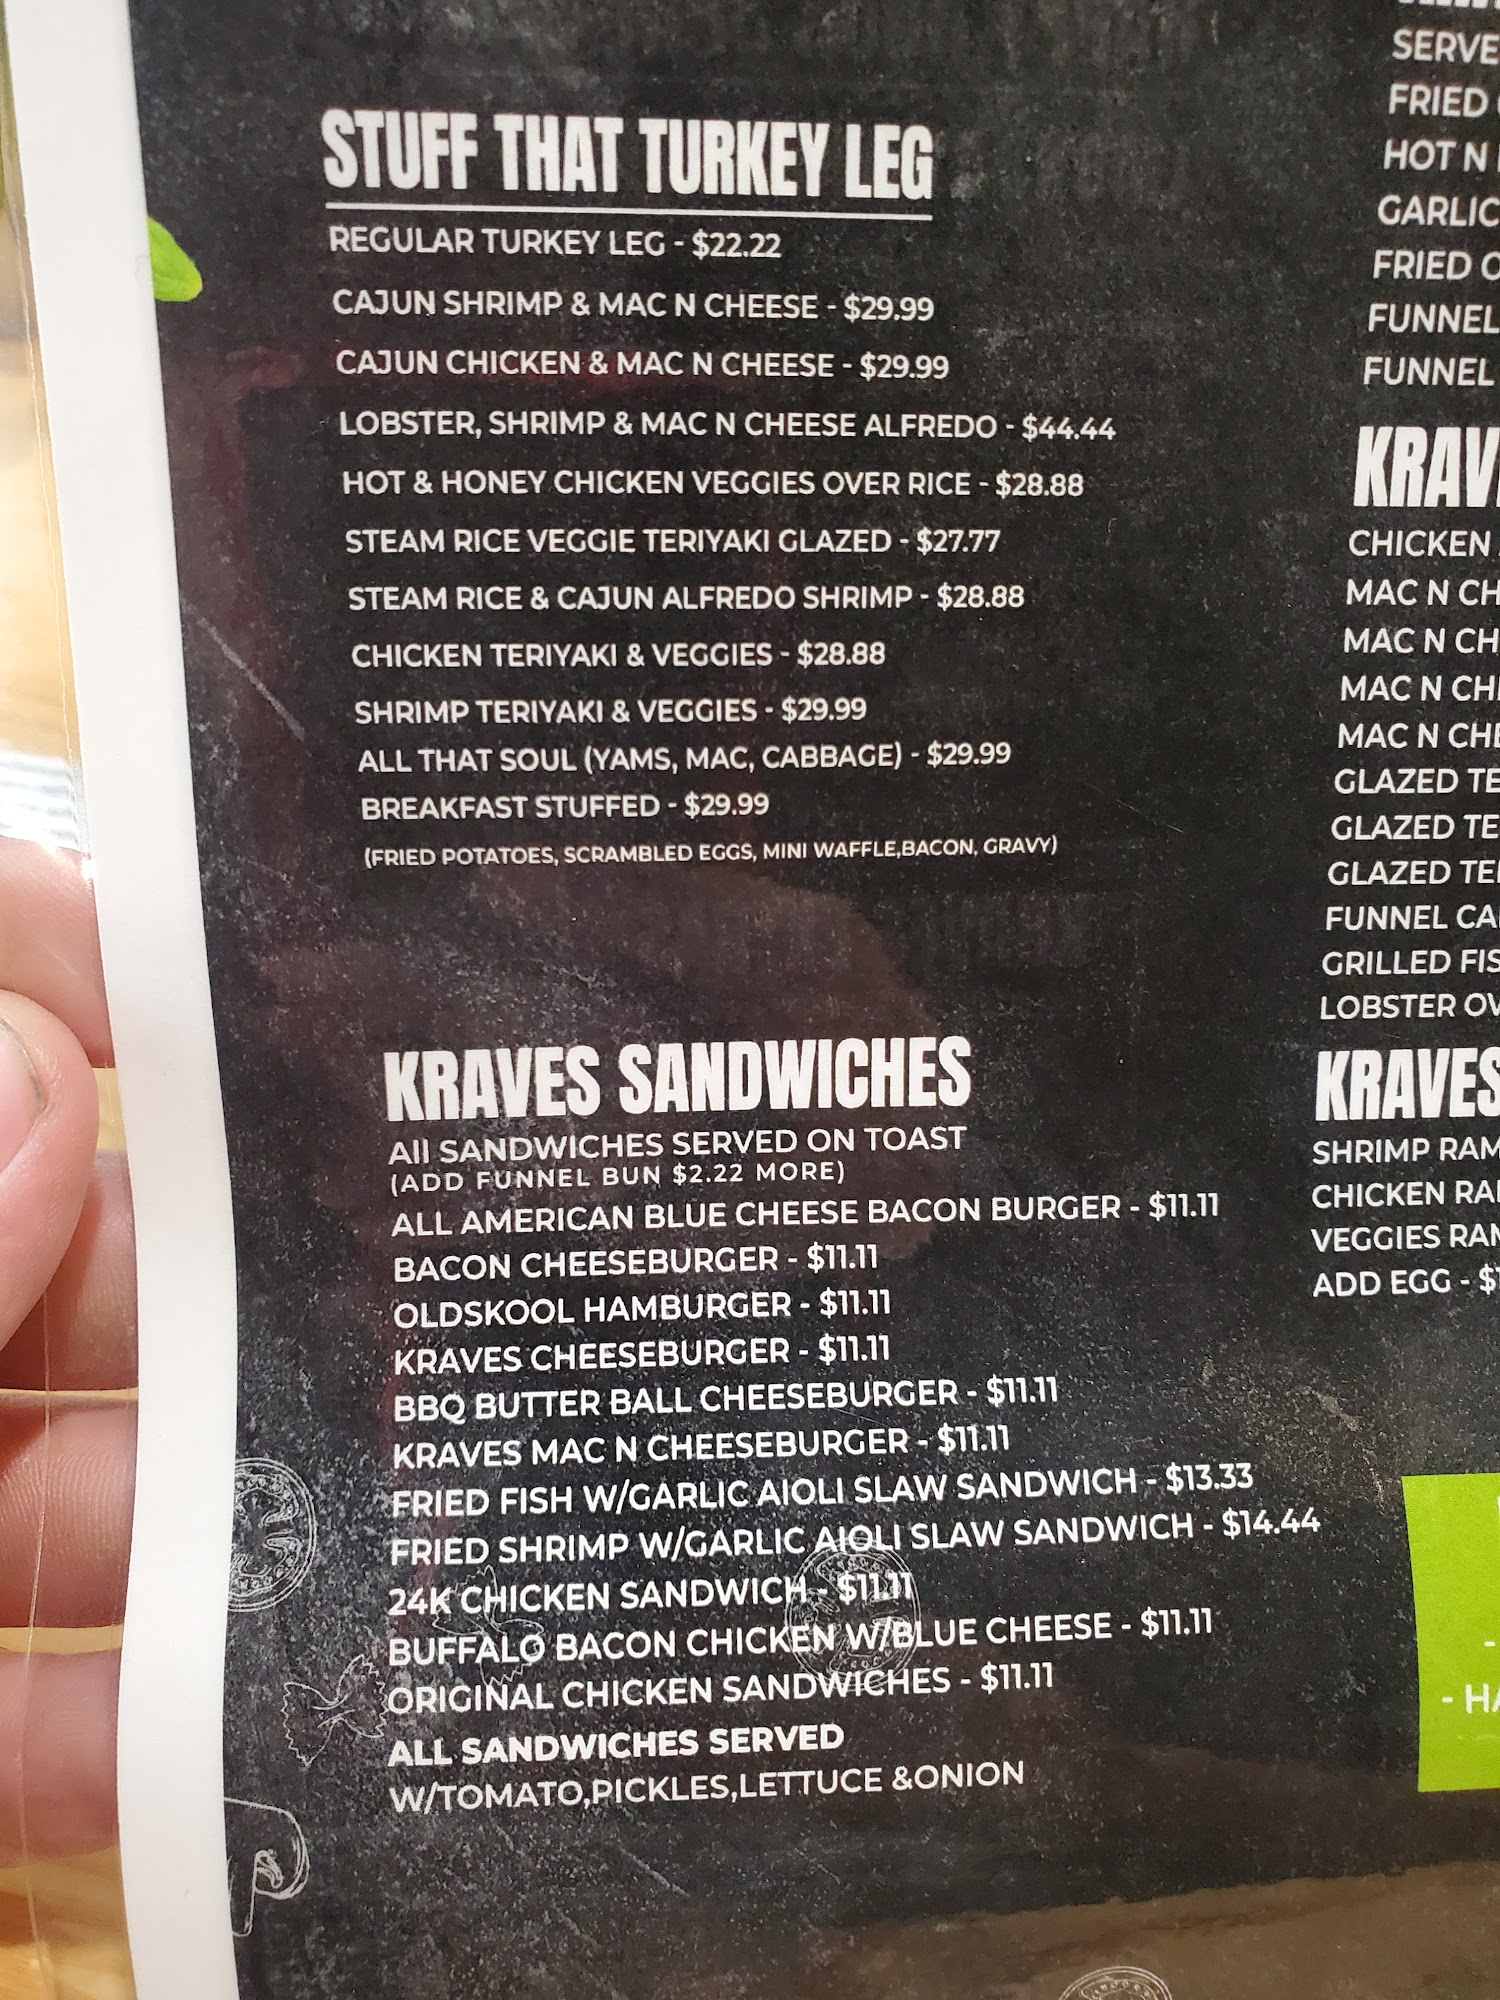 STUFF THAT TURKEY LEG
REGULAR TURKEY LEG - $22.22
CAJUN SHRIMP & MAC N CHEESE - $29.99
CAJUN CHICKEN & MAC N CHEESE - $29.99
LOBSTER, SHRIMP & MAC N CHEESE ALFREDO - $44.44
HOT & HONEY CHICKEN VEGGIES OVER RICE - $28.88
STEAM RICE VEGGIE TERIYAKI GLAZED - $27.77
STEAM RICE & CAJUN ALFREDO SHRIMP - $28.88
CHICKEN TERIYAKI & VEGGIES - $28.88
SHRIMP TERIYAKI & VEGGIES - $29.99
ALL THAT SOUL (YAMS, MAC, CABBAGE) - $29.99
BREAKFAST STUFFED - $29.99
(FRIED POTATOES, SCRAMBLED EGGS, MINI WAFFLE,BACON, GRAVY)
KRAVES SANDWICHES
All SANDWICHES SERVED ON TOAST
(ADD FUNNEL BUN $2.22 MORE)
ALL AMERICAN BLUE CHEESE BACON BURGER - $11.11
BACON CHEESEBURGER - $11.11
OLDSKOOL HAMBURGER - $11.11
KRAVES CHEESEBURGER - $11.11
BBQ BUTTER BALL CHEESEBURGER - $11.11
KRAVES MAC N CHEESEBURGER - $11.11
FRIED FISH W/GARLIC AIOLI SLAW SANDWICH - $13.33
FRIED SHRIMP W/GARLIC AIOLI SLAW SANDWICH - $14.44
24K CHICKEN SANDWICH - $11.11
BUFFALO BACON CHICKEN W/BLUE CHEESE - $11.11
ORIGINAL CHICKEN SANDWICHES - $11.11
ALL SANDWICHES SERVED
W/TOMATO,PICKLES,LETTUCE &ONION
SERVE
FRIED
HOT N
GARLIC
FRIED
FUNNEL
FUNNEL
KRAV
CHICKEN
MAC N CH
MAC N CH
MAC N CH
MAC N CHE
GLAZED TE
GLAZED TE
GLAZED TE
FUNNEL CA
GRILLED FIS
LOBSTER OV
KRAVES
SHRIMP RAM
CHICKEN RA
VEGGIES RAM
ADD EGG - $
-
- HA